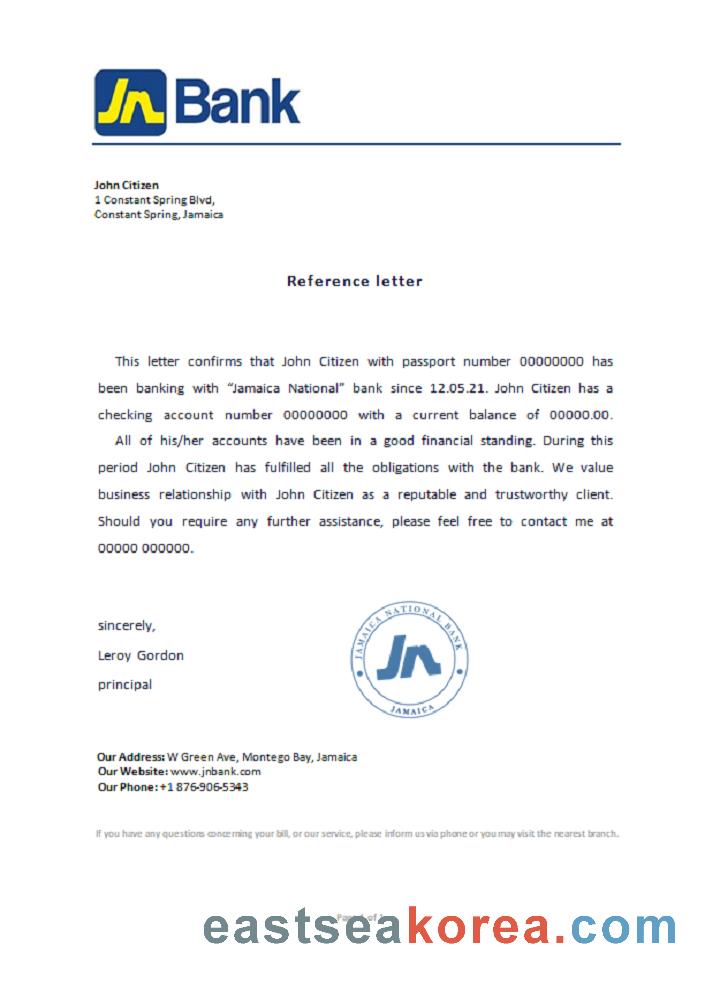 Jn Bank
John Citizen
1 Constant Spring Blvd,
Constant Spring, Jamaica
Reference letter
This letter confirms that John Citizen with passport number 00000000 has
been banking with “Jamaica National” bank since 12.05.21. John Citizen has a
checking account number 00000000 with a current balance of 00000.00.
All of his/her accounts have been in a good financial standing. During this
period John Citizen has fulfilled all the obligations with the bank. We value
business relationship with John Citizen as a reputable and trustworthy client.
Should you require any further assistance, please feel free to contact me at
00000 000000.
sincerely,
Leroy Gordon
principal
JAMAICA NATIONAL BANK
Jn
JAMAICA
Our Address: W Green Ave, Montego Bay, Jamaica
Our Website: www.jnbank.com
Our Phone: +1 876-906-5343
If you have any questions concerning your bill, or our service, please inform us via phone or you may visit the nearest branch.
eastseakorea.com